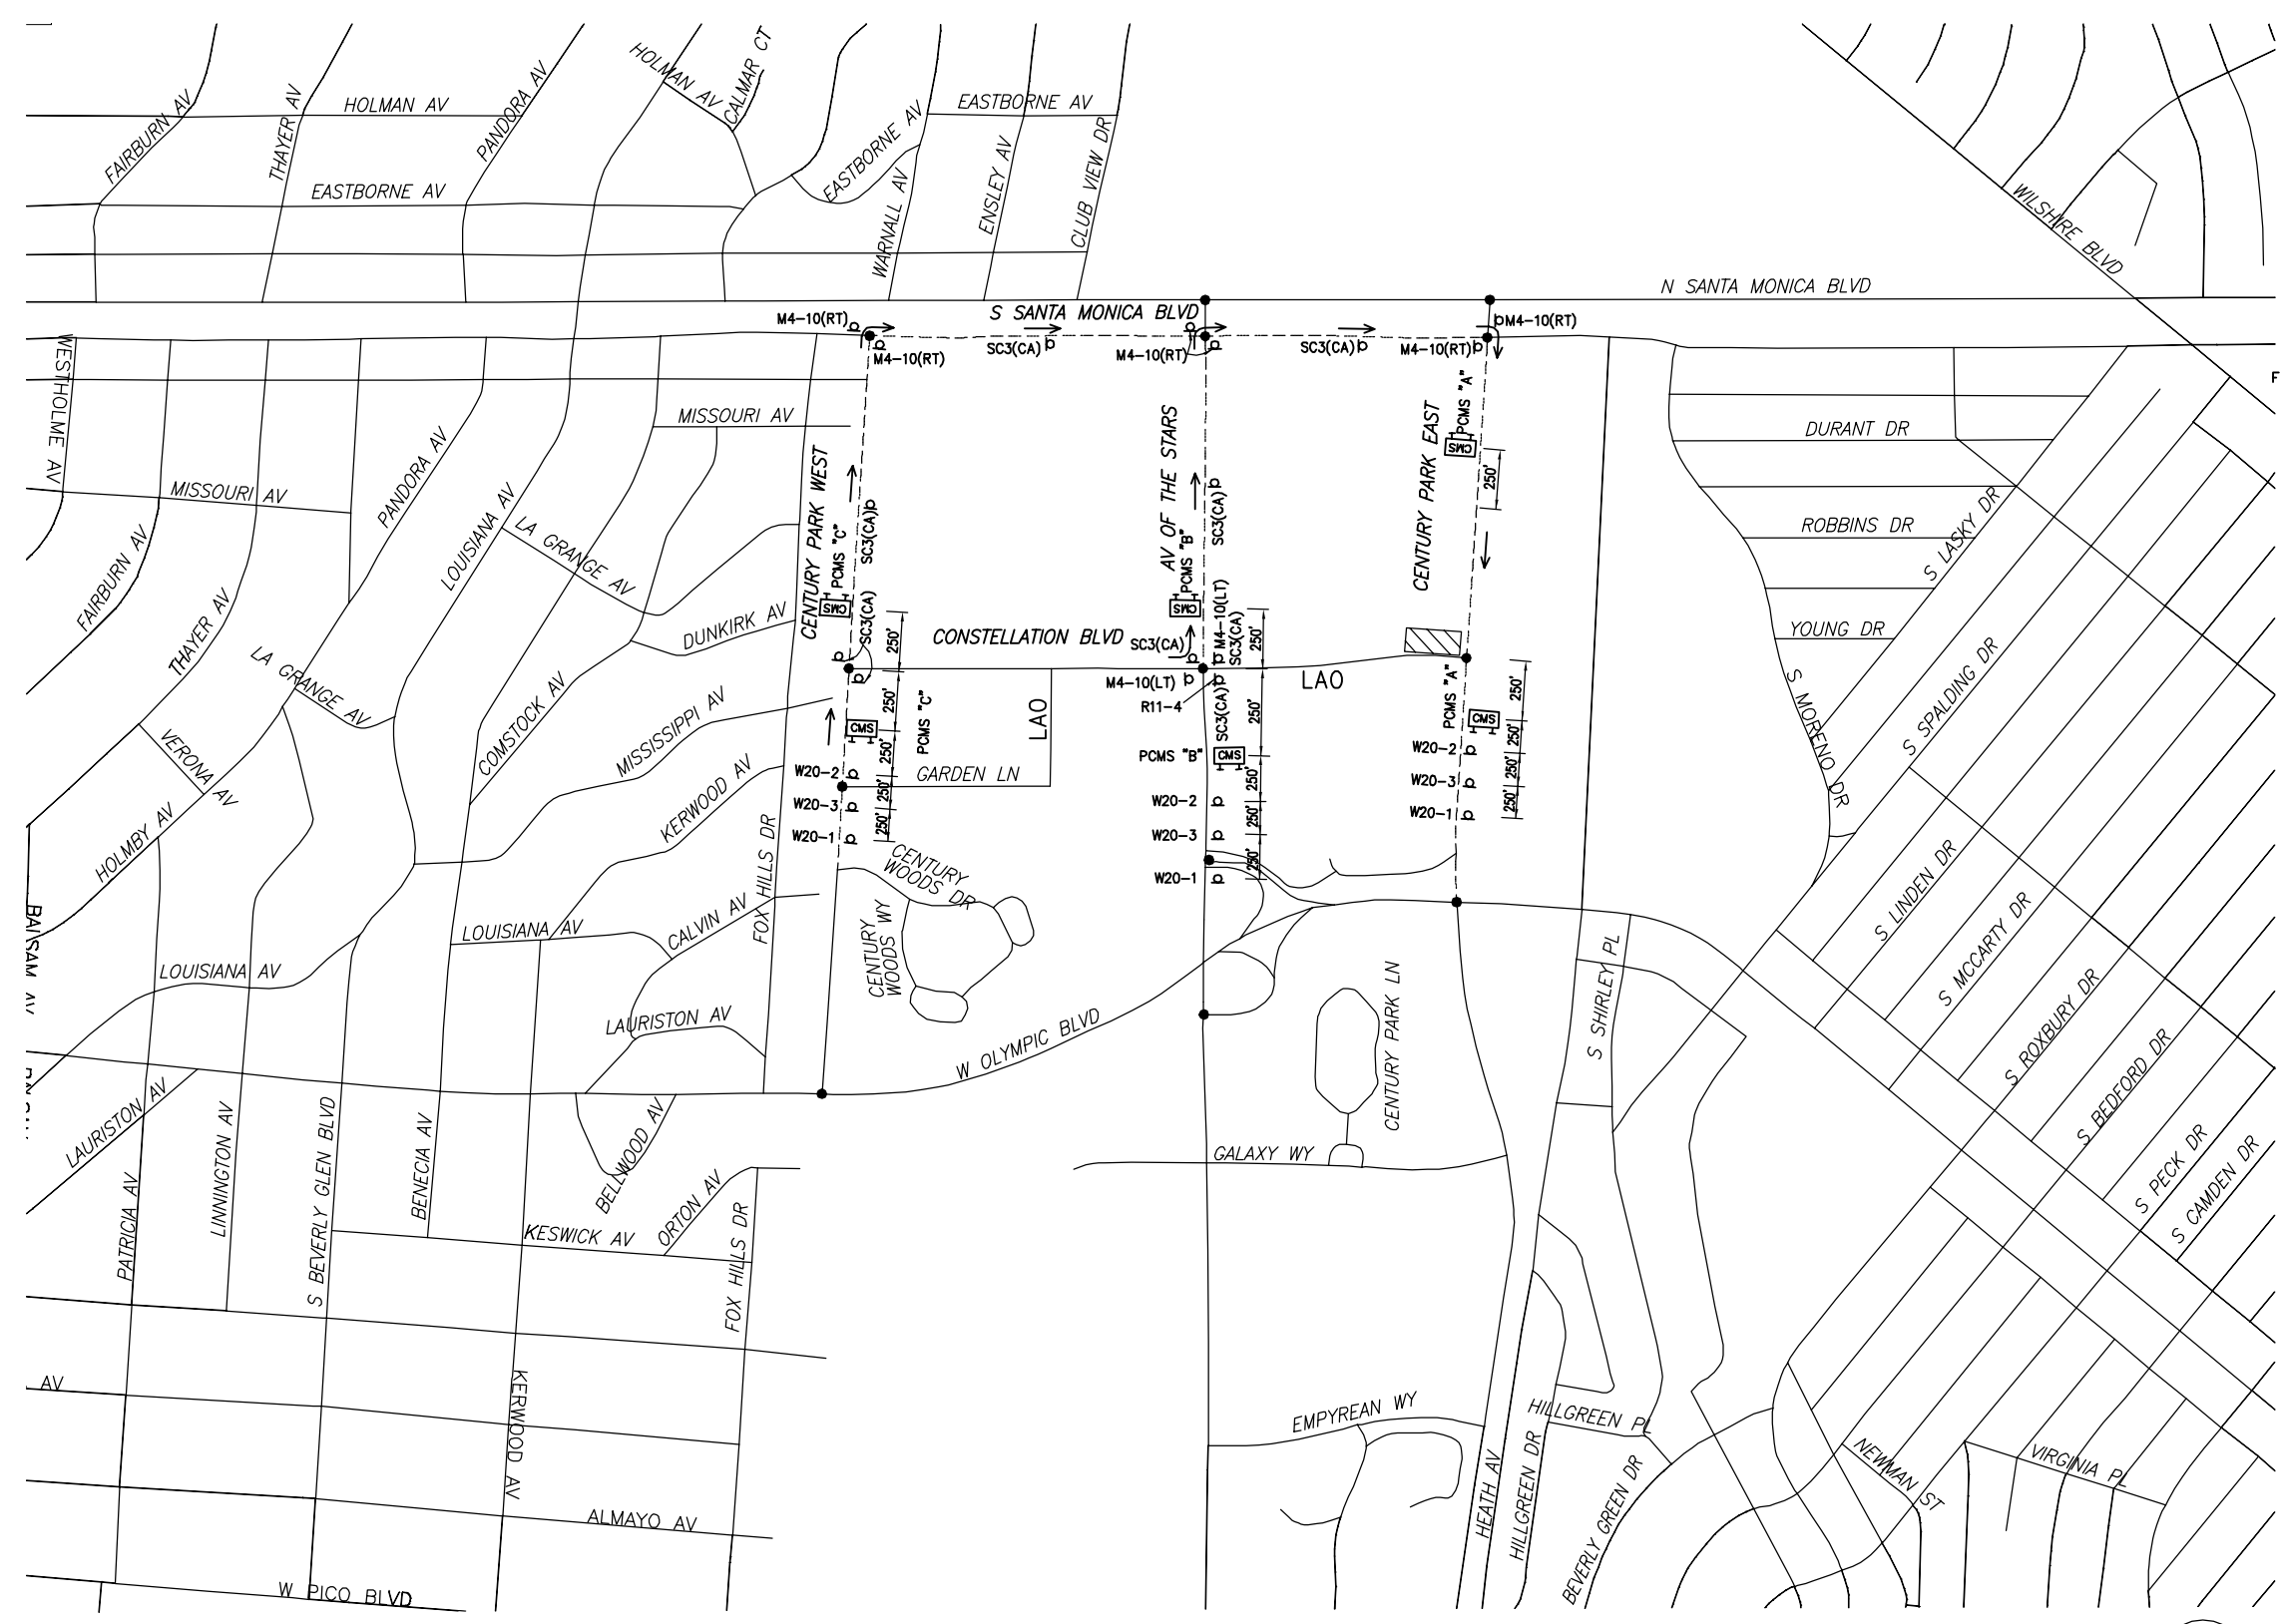 HOLMAN AV
CALMAR CT
FAIRBURN AV
THAYER AV
HOLMAN AV
PANDORA AV
EASTBORNE AV
EASTBORNE AV
EASTBORNE AV
WARNALL AV
ENSLEY AV
CLUB VIEW DR
WILSHIRE BLVD
N SANTA MONICA BLVD
S SANTA MONICA BLVD
M4-10(RT)
M4-10(RT)
SC3(CA)
M4-10(RT)
SC3(CA)
M4-10(RT)
M4-10(RT)
WESTHOLME AV
MISSOURI AV
MISSOURI AV
PANDORA AV
LOUISIANA AV
LA GRANGE AV
FAIRBURN AV
THAYER AV
LA GRANGE AV
DUNKIRK AV
CENTURY PARK WEST
PCMS "C"
CMS
SC3(CA)
SC3(CA)
250'
AV OF THE STARS
PCMS "B"
CMS
SC3(CA)
M4-10(LT)
SC3(CA)
250'
CENTURY PARK EAST
PCMS "A"
CMS
250'
DURANT DR
ROBBINS DR
S LASKY DR
YOUNG DR
S MORENO DR
S SPALDING DR
CONSTELLATION BLVD
SC3(CA)
M4-10(LT)
R11-4
SC3(CA)
250'
LAO
LAO
PCMS "A"
CMS
250'
W20-2
250'
W20-3
250'
W20-1
PCMS "B"
CMS
250'
W20-2
250'
W20-3
250'
W20-1
250'
PCMS "C"
CMS
250'
W20-2
250'
W20-3
250'
W20-1
GARDEN LN
VERONA AV
HOLMBY AV
COMSTOCK AV
MISSISSIPPI AV
KERWOOD AV
FOX HILLS DR
CALVIN AV
LOUISIANA AV
LOUISIANA AV
LAURISTON AV
CENTURY
WOODS DR
CENTURY
WOODS WY
W OLYMPIC BLVD
CENTURY PARK LN
S SHIRLEY PL
S LINDEN DR
S MCCARTY DR
S ROXBURY DR
S BEDFORD DR
S PECK DR
S CAMDEN DR
LAURISTON AV
PATRICIA AV
LINNINGTON AV
S BEVERLY GLEN BLVD
BENECIA AV
BELLWOOD AV
ORTON AV
KESWICK AV
FOX HILLS DR
GALAXY WY
AV
KERWOOD AV
ALMAYO AV
W PICO BLVD
EMPYREAN WY
HEATH AV
HILLGREEN DR
HILLGREEN PL
BEVERLY GREEN DR
NEWMAN ST
VIRGINIA PL